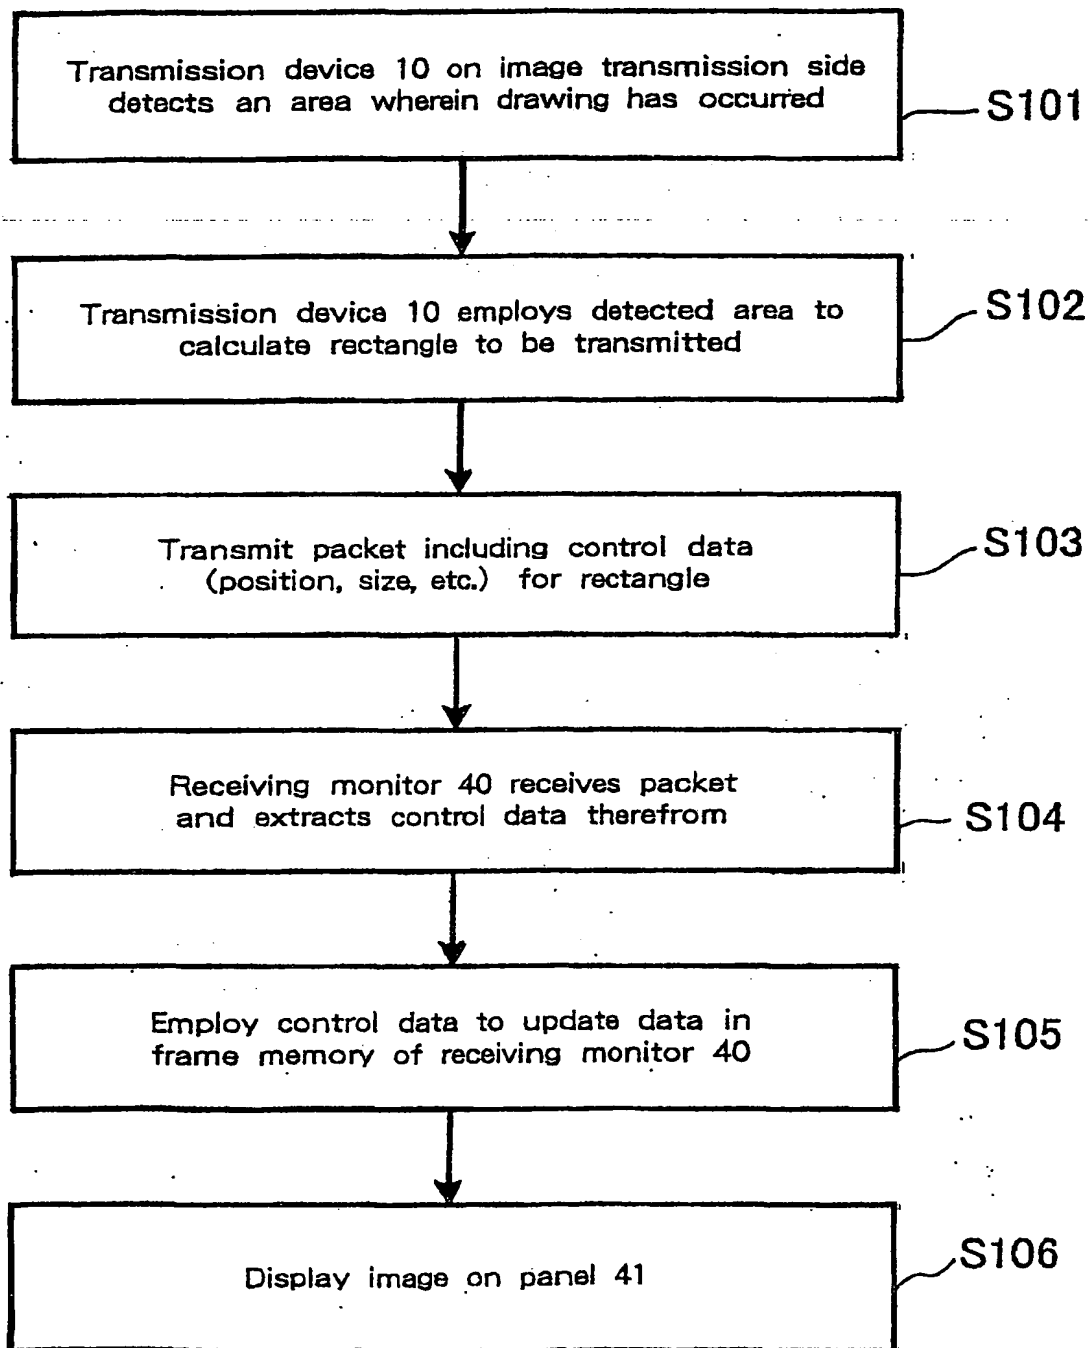 Transmission device 10 on image transmission side
detects an area wherein drawing has occurred
S101
Transmission device 10 employs detected area to
calculate rectangle to be transmitted
S102
Transmit packet including control data
(position, size, etc.) for rectangle
S103
Receiving monitor 40 receives packet
and extracts control data therefrom
S104
Employ control data to update data in
frame memory of receiving monitor 40
S105
Display image on panel 41
S106